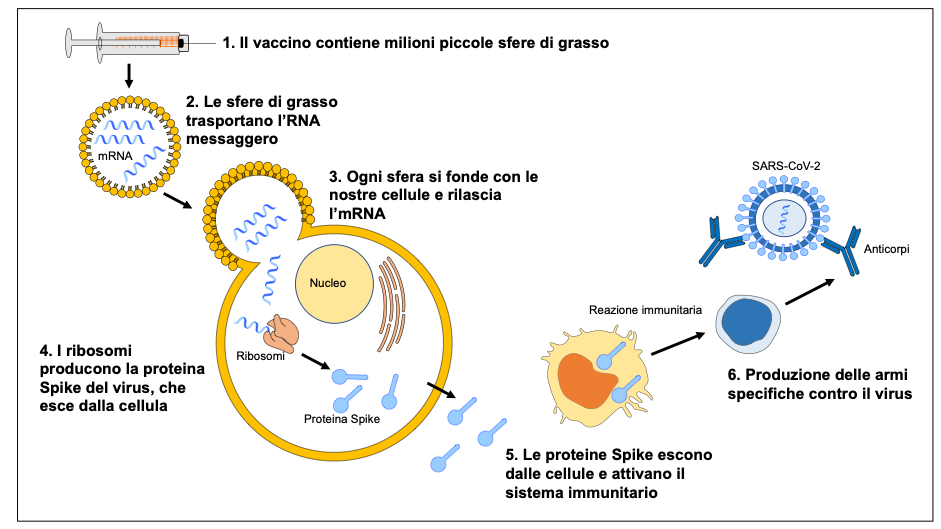 1. Il vaccino contiene milioni piccole sfere di grasso
2. Le sfere di grasso
trasportano l'RNA
messaggero
mRNA
3. Ogni sfera si fonde con le
nostre cellule e rilascia
l'mRNA
SARS-CoV-2
Anticorpi
Nucleo
Reazione immunitaria
Ribosomi
4. I ribosomi
producono la proteina
Spike del virus, che
esce dalla cellula
Proteina Spike
6. Produzione delle armi
specifiche contro il virus
5. Le proteine Spike escono
dalle cellule e attivano il
sistema immunitario